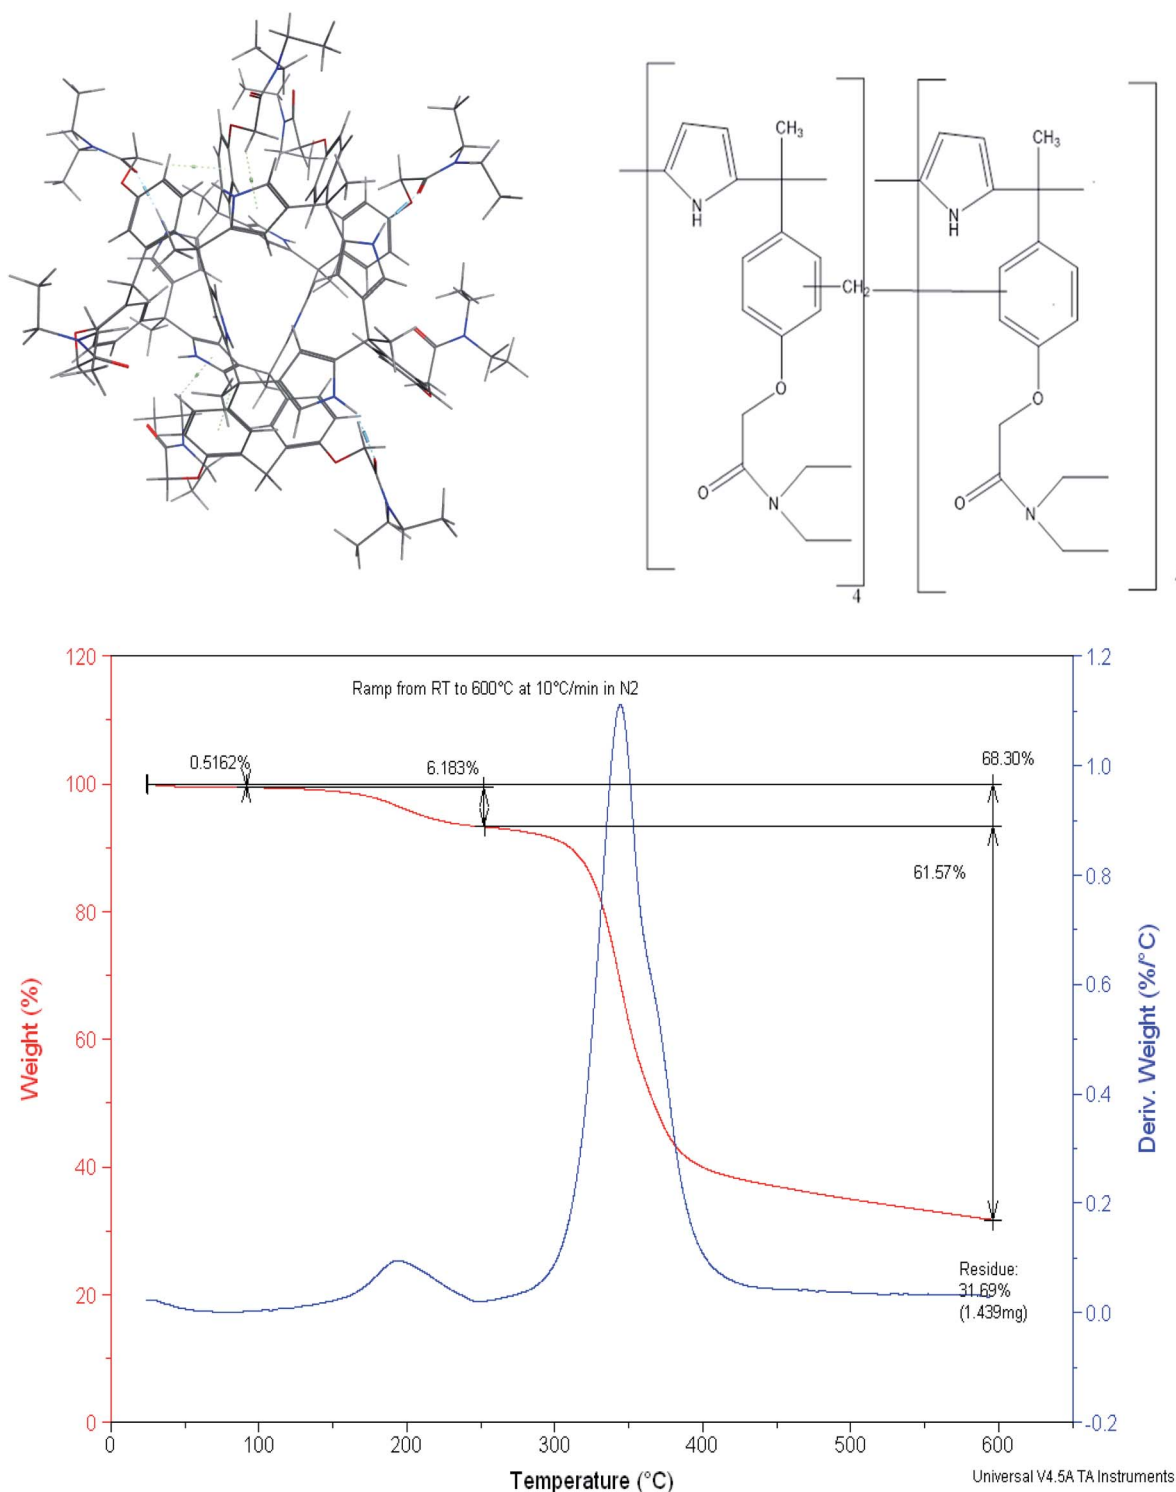 CH3
CH3
N
H
N
H
CH2
O
O
O
N
O
N
4
120
1.2
Ramp from RT to 600°C at 10°C/min in N2
0.5162%
6.183%
68.30%
100
1.0
61.57%
80
0.8
60
0.6
40
0.4
20
0.2
0
0.0
-0.2
Residue:
31.69%
(1.439mg)
Weight (%)
Deriv. Weight (%/°C)
0 100 200 300 400 500 600
Temperature (°C)
Universal V4.5A TA Instruments